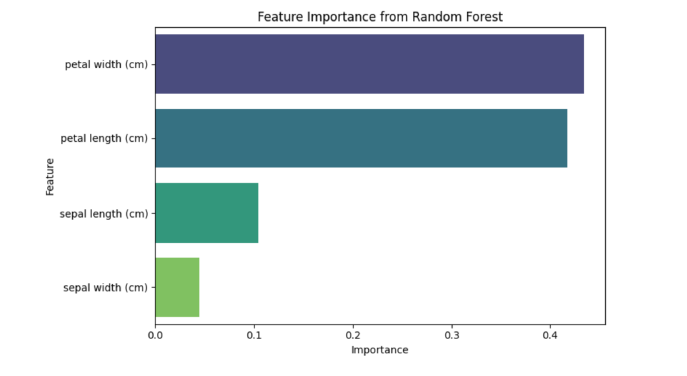 Feature Importance from Random Forest
petal width (cm)
petal length (cm)
sepal length (cm)
sepal width (cm)
Feature
0.0 0.1 0.2 0.3 0.4
Importance